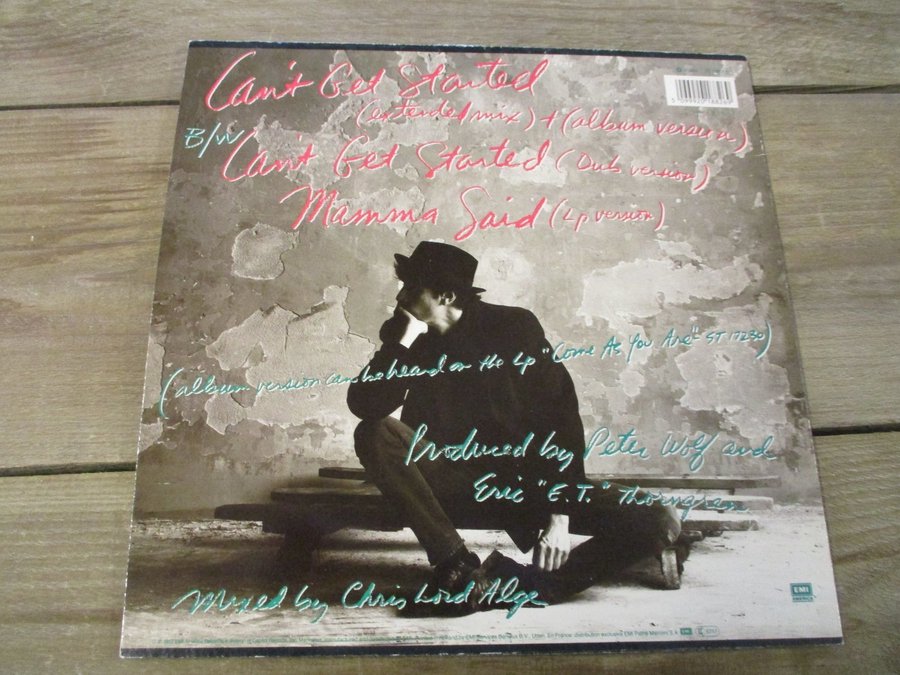 Can't Get Started
(extended mix) + (album version)
B/W
Can't Get Started (Dub version)
Mamma Said (Lp version)
(album version can be heard on the Lp "Come As You Are" ST 17230)
Produced by Peter Wolf and
Eric "E.T." Thorngren
Mixed by Chris Lord Alge
EMI
AMERICA